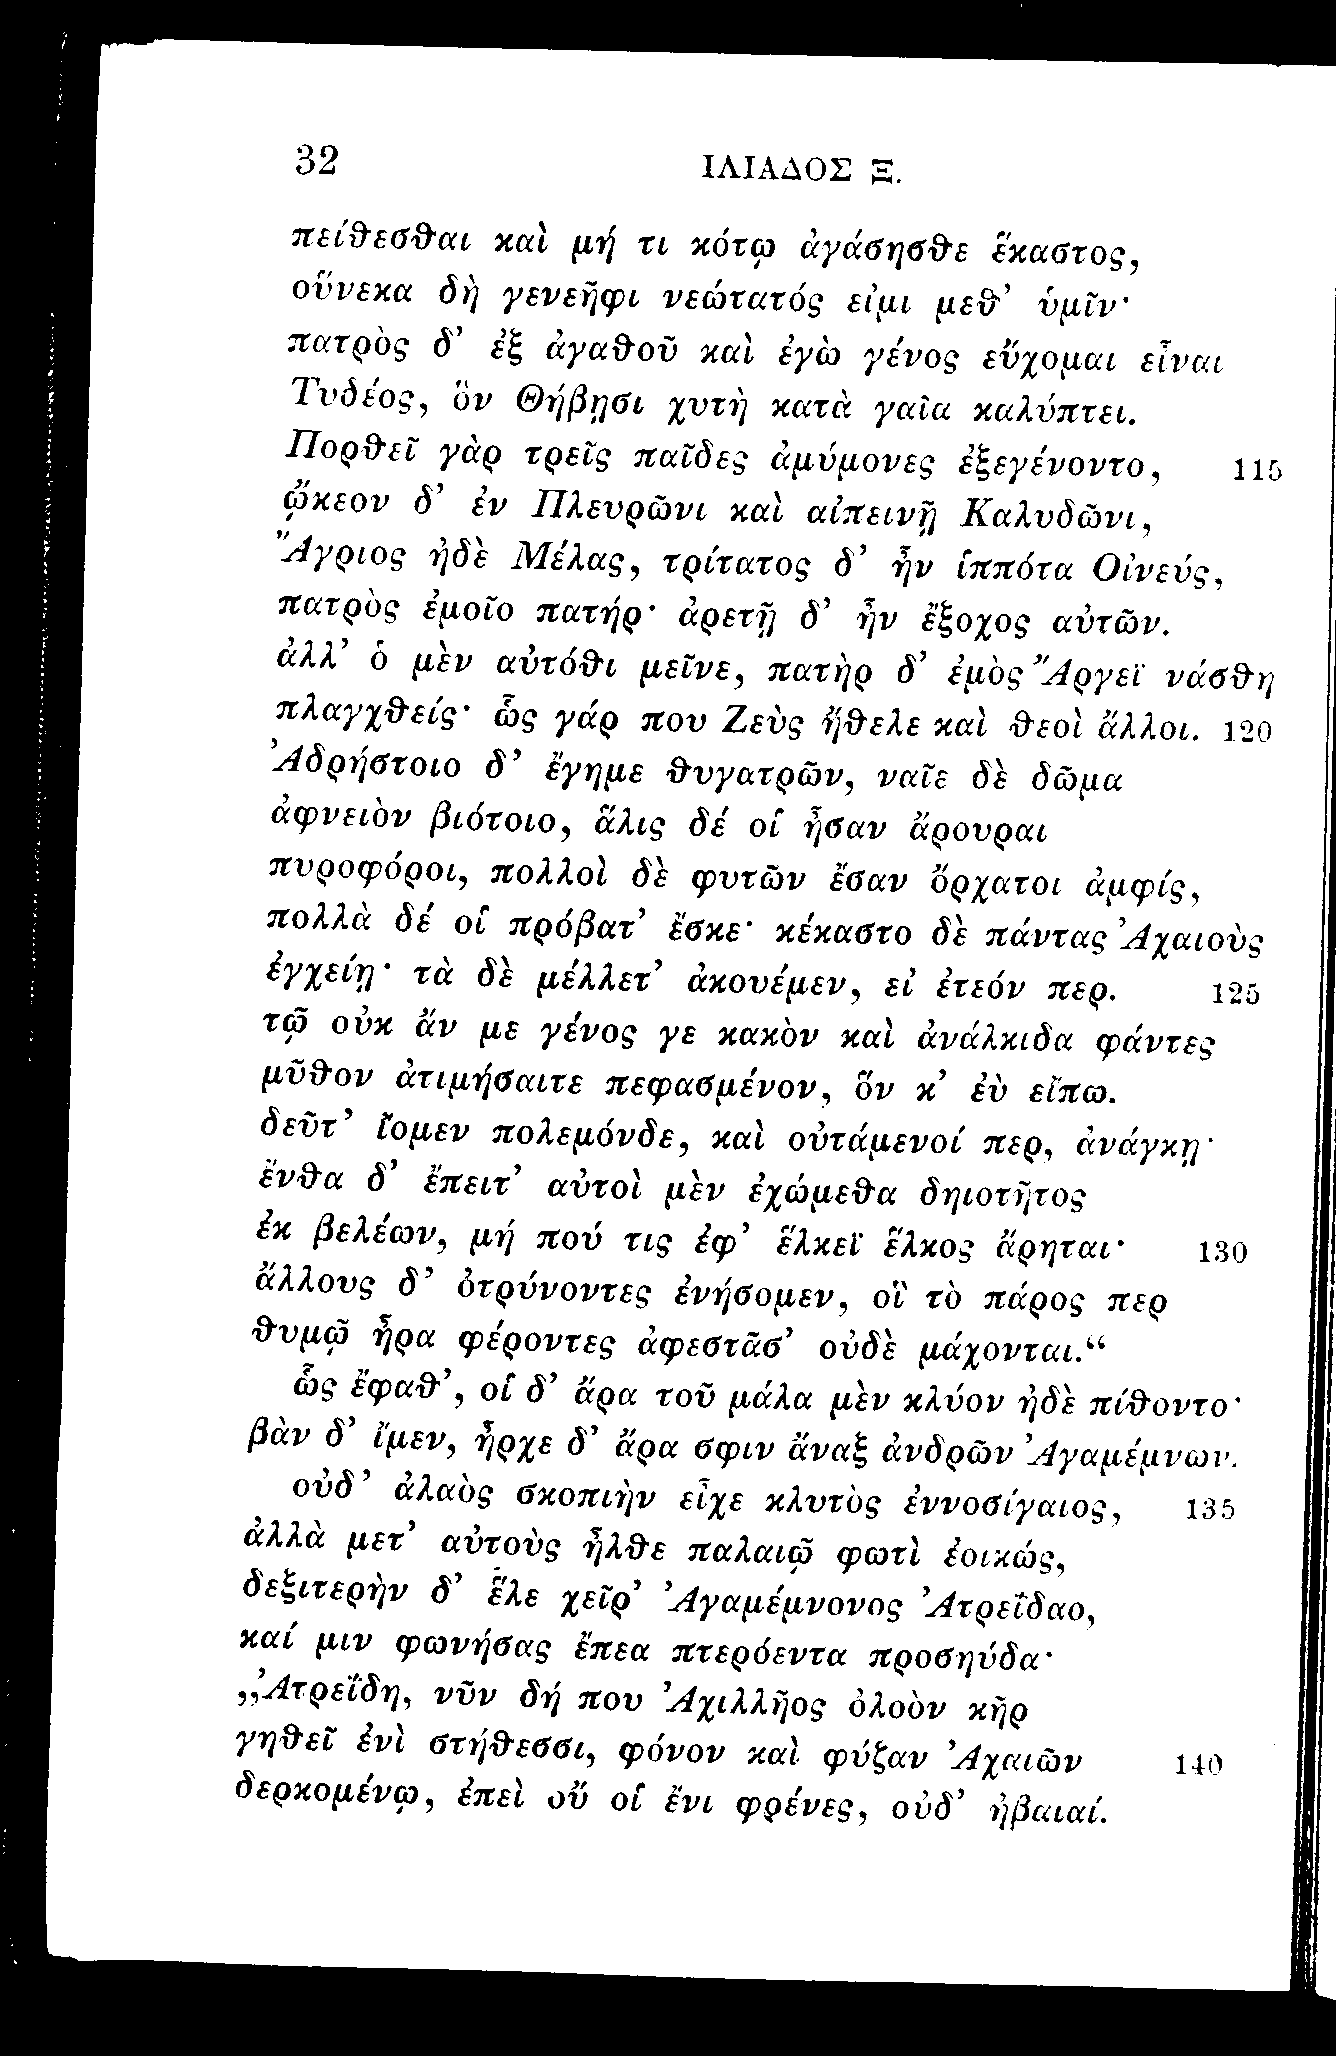 32 ΙΛΙΑΔΟΣ Ξ.
πείθεσθαι καὶ μή τι κότῳ ἀγάσησθε ἕκαστος,
οὕνεκα δὴ γενεῆφι νεώτατός εἰμι μεθ’ ὑμῖν·
πατρὸς δ’ ἐξ ἀγαθοῦ καὶ ἐγὼ γένος εὔχομαι εἶναι
Τυδέος, ὃν Θήβῃσι χυτὴ κατὰ γαῖα καλύπτει.
Πορθεῖ γὰρ τρεῖς παῖδες ἀμύμονες ἐξεγένοντο, 115
ᾤκεον δ’ ἐν Πλευρῶνι καὶ αἰπεινῇ Καλυδῶνι,
Ἄγριος ἠδὲ Μέλας, τρίτατος δ’ ἦν ἱππότα Οἰνεύς,
πατρὸς ἐμοῖο πατήρ· ἀρετῇ δ’ ἦν ἔξοχος αὐτῶν.
ἀλλ’ ὁ μὲν αὐτόθι μεῖνε, πατὴρ δ’ ἐμὸς Ἄργεϊ νάσθη
πλαγχθείς· ὣς γάρ που Ζεὺς ἤθελε καὶ θεοὶ ἄλλοι. 120
Ἀδρήστοιο δ’ ἔγημε θυγατρῶν, ναῖε δὲ δῶμα
ἀφνειὸν βιότοιο, ἅλις δέ οἱ ἦσαν ἄρουραι
πυροφόροι, πολλοὶ δὲ φυτῶν ἔσαν ὄρχατοι ἀμφίς,
πολλὰ δέ οἱ πρόβατ’ ἔσκε· κέκαστο δὲ πάντας Ἀχαιοὺς
ἐγχείῃ· τὰ δὲ μέλλετ’ ἀκουέμεν, εἰ ἐτεόν περ. 125
τῷ οὐκ ἄν με γένος γε κακὸν καὶ ἀνάλκιδα φάντες
μῦθον ἀτιμήσαιτε πεφασμένον, ὅν κ’ ἐὺ εἴπω.
δεῦτ’ ἴομεν πολεμόνδε, καὶ οὐτάμενοί περ, ἀνάγκῃ·
ἔνθα δ’ ἔπειτ’ αὐτοὶ μὲν ἐχώμεθα δηιοτῆτος
ἐκ βελέων, μή πού τις ἐφ’ ἕλκεϊ ἕλκος ἄρηται· 130
ἄλλους δ’ ὀτρύνοντες ἐνήσομεν, οἳ τὸ πάρος περ
θυμῷ ἦρα φέροντες ἀφεστᾶσ’ οὐδὲ μάχονται.“
ὣς ἔφαθ’, οἱ δ’ ἄρα τοῦ μάλα μὲν κλύον ἠδὲ πίθοντο·
βὰν δ’ ἴμεν, ἦρχε δ’ ἄρα σφιν ἄναξ ἀνδρῶν Ἀγαμέμνων.
οὐδ’ ἀλαὸς σκοπιὴν εἶχε κλυτὸς ἐννοσίγαιος, 135
ἀλλὰ μετ’ αὐτοὺς ἦλθε παλαιῷ φωτὶ ἐοικώς,
δεξιτερὴν δ’ ἕλε χεῖρ’ Ἀγαμέμνονος Ἀτρεΐδαο,
καί μιν φωνήσας ἔπεα πτερόεντα προσηύδα·
„Ἀτρεΐδη, νῦν δή που Ἀχιλλῆος ὀλοὸν κῆρ
γηθεῖ ἐνὶ στήθεσσι, φόνον καὶ φύζαν Ἀχαιῶν 140
δερκομένῳ, ἐπεὶ οὔ οἱ ἔνι φρένες, οὐδ’ ἠβαιαί.